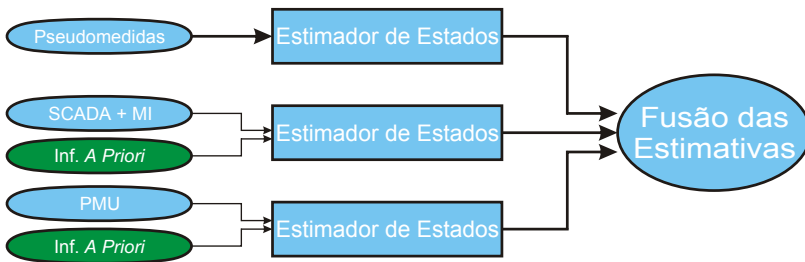 Pseudomedidas
Estimador de Estados
SCADA + MI
Inf. A Priori
Estimador de Estados
PMU
Inf. A Priori
Estimador de Estados
Fusão das
Estimativas